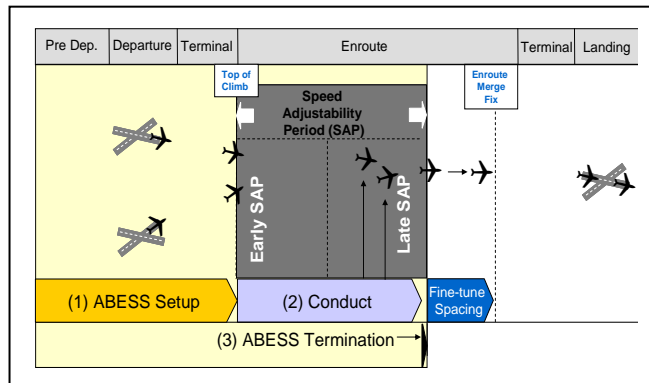 Pre Dep.
Departure
Terminal
Enroute
Terminal
Landing
Top of
Climb
Enroute
Merge
Fix
Speed
Adjustability
Period (SAP)
Early SAP
Late SAP
(1) ABESS Setup
(2) Conduct
Fine-tune
Spacing
(3) ABESS Termination